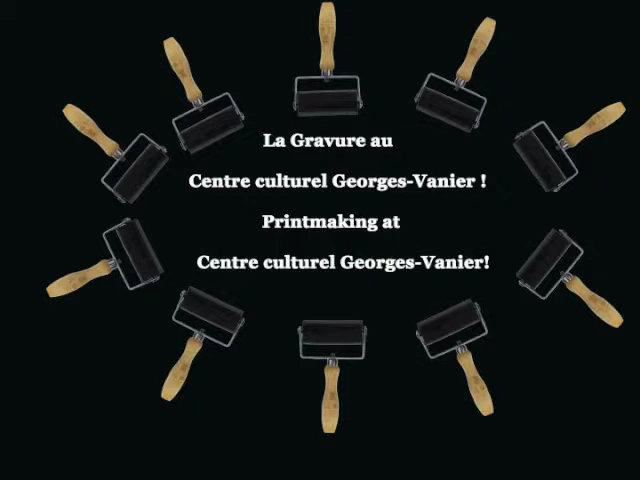 La Gravure au
Centre culturel Georges-Vanier !
Printmaking at
Centre culturel Georges-Vanier!